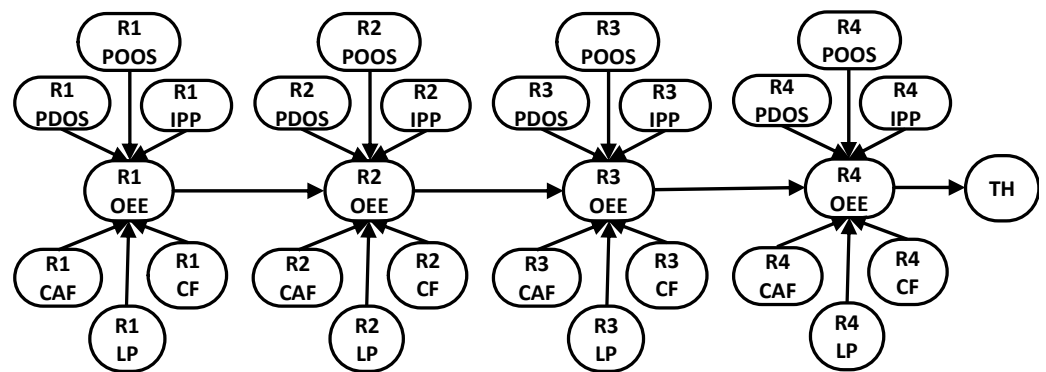 R1
POOS
R2
POOS
R3
POOS
R4
POOS
R1
PDOS
R1
IPP
R2
PDOS
R2
IPP
R3
PDOS
R3
IPP
R4
PDOS
R4
IPP
R1
OEE
R2
OEE
R3
OEE
R4
OEE
TH
R1
CAF
R1
CF
R2
CAF
R2
CF
R3
CAF
R3
CF
R4
CAF
R4
CF
R1
LP
R2
LP
R3
LP
R4
LP